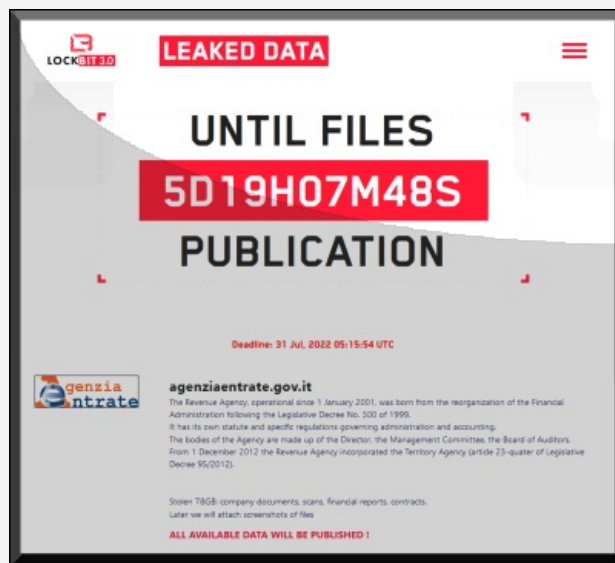 LOCKBIT 3.0
LEAKED DATA
UNTIL FILES
5D19H07M48S
PUBLICATION
Deadline: 31 Jul, 2022 05:15:54 UTC
agenzia
entrate
agenziaentrate.gov.it
The Revenue Agency, operational since 1 January 2001, was born from the reorganization of the Financial
Administration following the Legislative Decree No. 300 of 1999.
It has its own statute and specific regulations governing administration and accounting.
The bodies of the Agency are made up of the Director, the Management Committee, the Board of Auditors.
From 1 December 2012 the Revenue Agency incorporated the Territory Agency (article 23-quater of Legislative
Decree 95/2012).
Stolen 78GB: company documents, scans, financial reports, contracts.
Later we will attach screenshots of files
ALL AVAILABLE DATA WILL BE PUBLISHED !